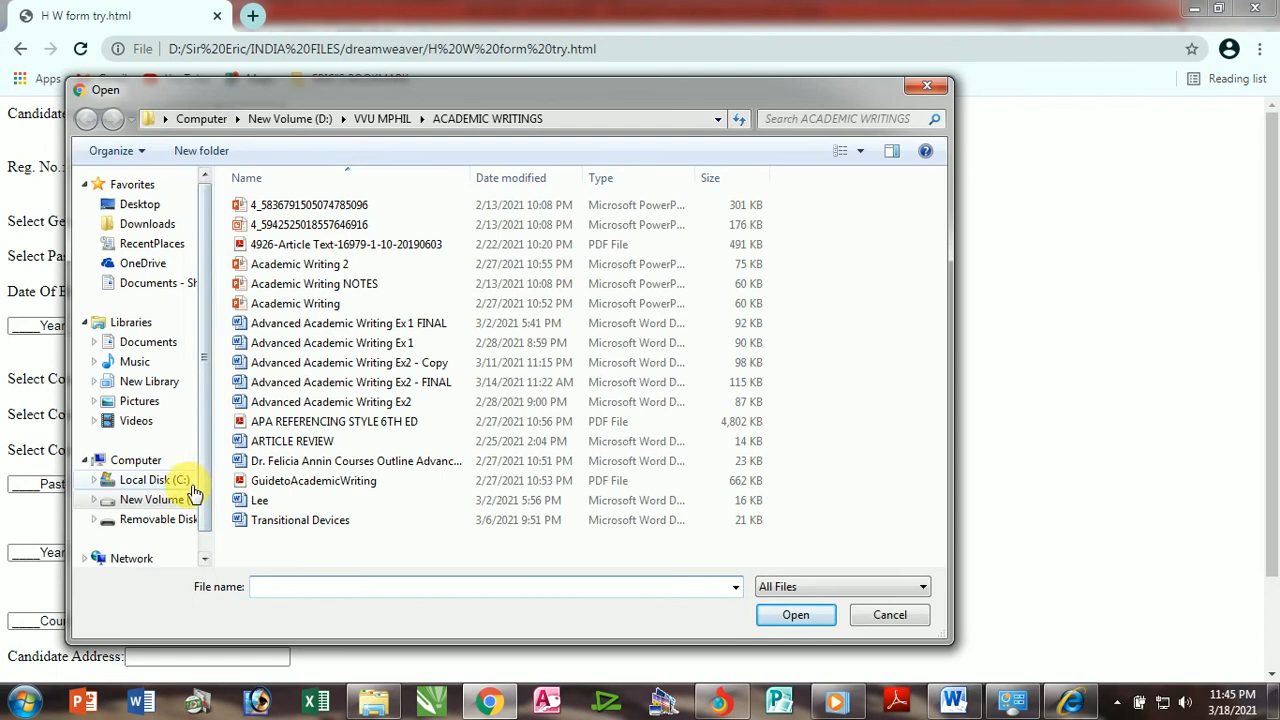 H W form try.html
File
D:/Sir%20Eric/INDIA%20FILES/dreamweaver/H%20W%20form%20try.html
Apps
Reading list
Candidate
Reg. No.:
Select Ge
Select Pa
Date Of B
____Year
Select Co
Select Co
Select Co
____Past
____Year
____Cour
Candidate Address:
Open
Computer
New Volume (D:)
VVU MPHIL
ACADEMIC WRITINGS
Search ACADEMIC WRITINGS
Organize
New folder
Favorites
Desktop
Downloads
RecentPlaces
OneDrive
Documents - Sh
Libraries
Documents
Music
New Library
Pictures
Videos
Computer
Local Disk (C:)
New Volume
Removable Disk
Network
Name Date modified Type Size
4_5836791505074785096 2/13/2021 10:08 PM Microsoft PowerP... 301 KB
4_5942525018557646916 2/13/2021 10:08 PM Microsoft PowerP... 176 KB
4926-Article Text-16979-1-10-20190603 2/22/2021 10:20 PM PDF File 491 KB
Academic Writing 2 2/27/2021 10:55 PM Microsoft PowerP... 75 KB
Academic Writing NOTES 2/13/2021 10:08 PM Microsoft PowerP... 60 KB
Academic Writing 2/27/2021 10:52 PM Microsoft PowerP... 60 KB
Advanced Academic Writing Ex1 FINAL 3/2/2021 5:41 PM Microsoft Word D... 92 KB
Advanced Academic Writing Ex1 2/28/2021 8:59 PM Microsoft Word D... 90 KB
Advanced Academic Writing Ex2 - Copy 3/11/2021 11:15 PM Microsoft Word D... 98 KB
Advanced Academic Writing Ex2 - FINAL 3/14/2021 11:22 AM Microsoft Word D... 115 KB
Advanced Academic Writing Ex2 2/28/2021 9:00 PM Microsoft Word D... 87 KB
APA REFERENCING STYLE 6TH ED 2/27/2021 10:56 PM PDF File 4,802 KB
ARTICLE REVIEW 2/25/2021 2:04 PM Microsoft Word D... 14 KB
Dr. Felicia Annin Courses Outline Advanc... 2/27/2021 10:51 PM Microsoft Word D... 23 KB
GuidetoAcademicWriting 2/27/2021 10:53 PM PDF File 662 KB
Lee 3/2/2021 5:56 PM Microsoft Word D... 16 KB
Transitional Devices 3/6/2021 9:51 PM Microsoft Word D... 21 KB
File name:
All Files
Open
Cancel
11:45 PM
3/18/2021